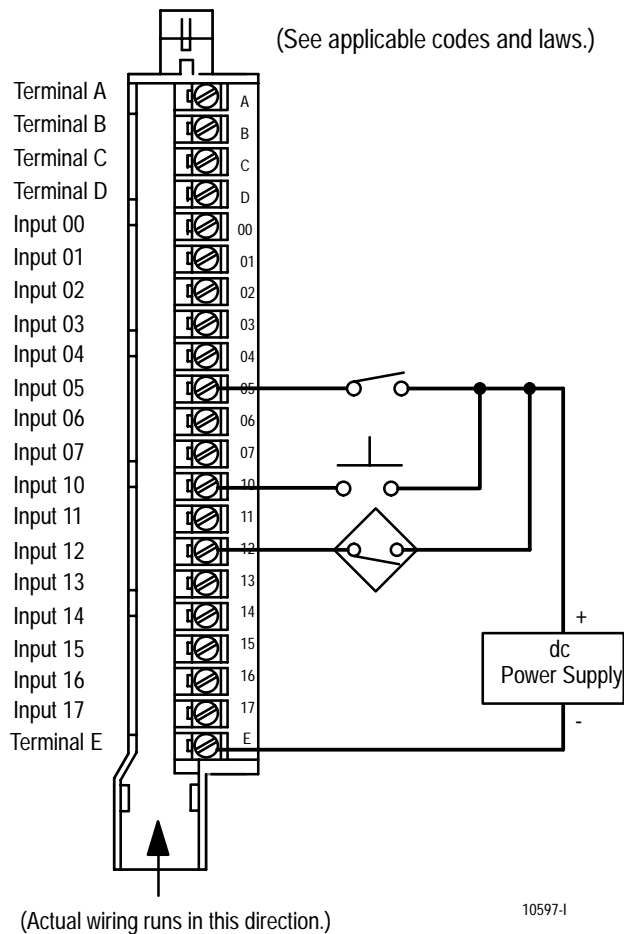 (See applicable codes and laws.)
Terminal A
A
Terminal B
B
Terminal C
C
Terminal D
D
Input 00
00
Input 01
01
Input 02
02
Input 03
03
Input 04
04
Input 05
05
Input 06
06
Input 07
07
Input 10
10
Input 11
11
Input 12
12
Input 13
13
Input 14
14
Input 15
15
Input 16
16
Input 17
17
Terminal E
E
+
dc
Power Supply
-
(Actual wiring runs in this direction.)
10597-I